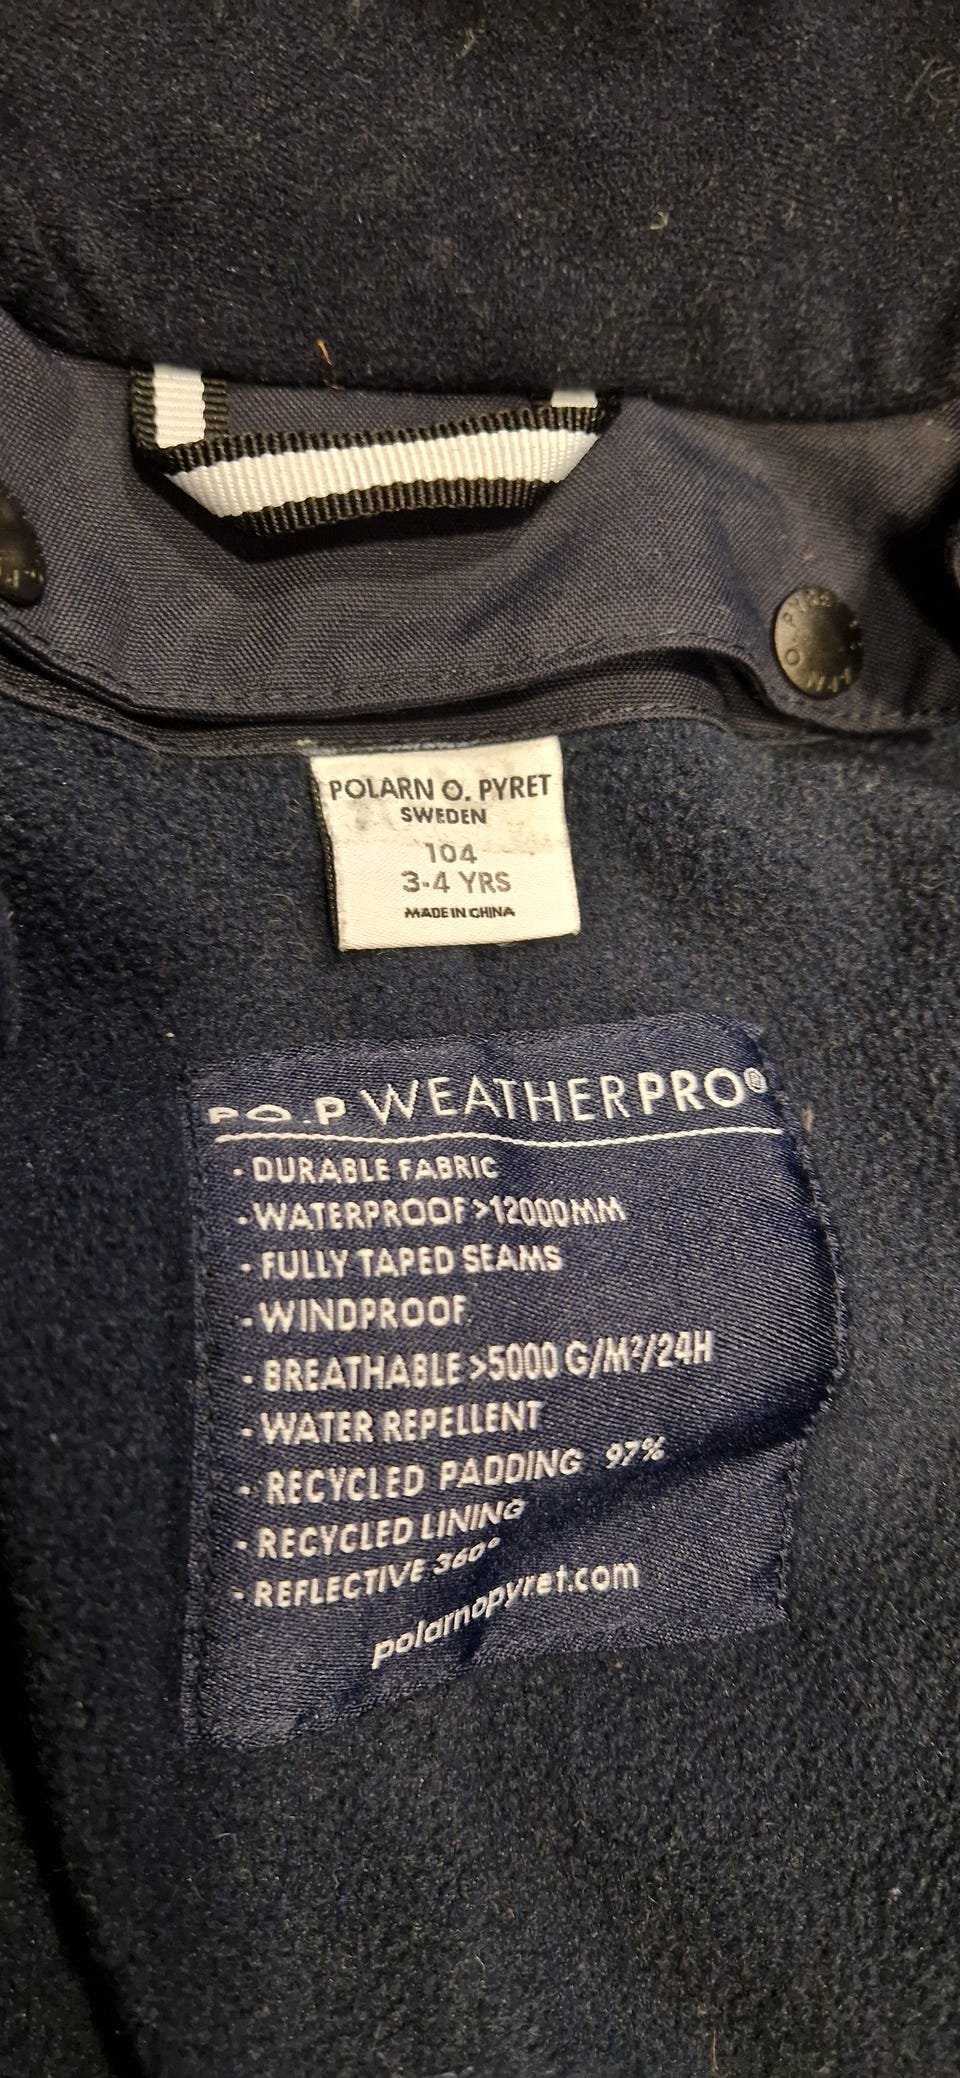 POLARN O. PYRET
SWEDEN
104
3-4 YRS
MADE IN CHINA
PO.P WEATHERPRO®
- DURABLE FABRIC
- WATERPROOF >12000MM
- FULLY TAPED SEAMS
- WINDPROOF
- BREATHABLE >5000 G/M²/24H
- WATER REPELLENT
- RECYCLED PADDING 97%
- RECYCLED LINING
- REFLECTIVE 360°
polarnopyret.com